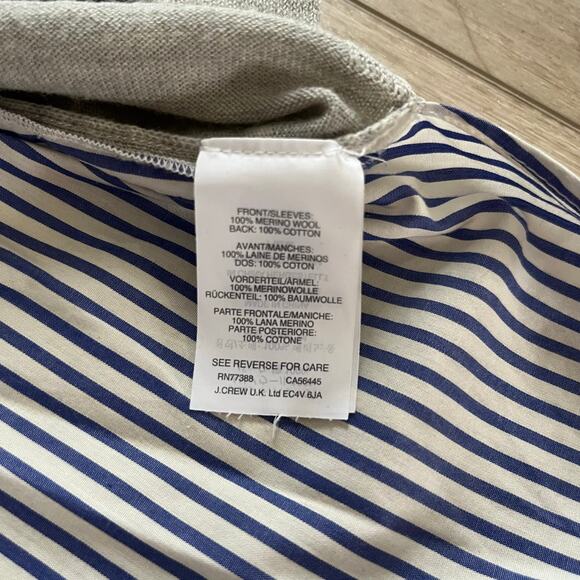 FRONT/SLEEVES:
100% MERINO WOOL
BACK: 100% COTTON
AVANT/MANCHES:
100% LAINE DE MERINOS
DOS: 100% COTON
VORDERTEIL/ÄRMEL:
100% MERINOWOLLE
RÜCKENTEIL: 100% BAUMWOLLE
PARTE FRONTALE/MANICHE:
100% LANA MERINO
PARTE POSTERIORE:
100% COTONE
SEE REVERSE FOR CARE
RN77388 CA56445
J.CREW U.K. Ltd EC4V 6JA